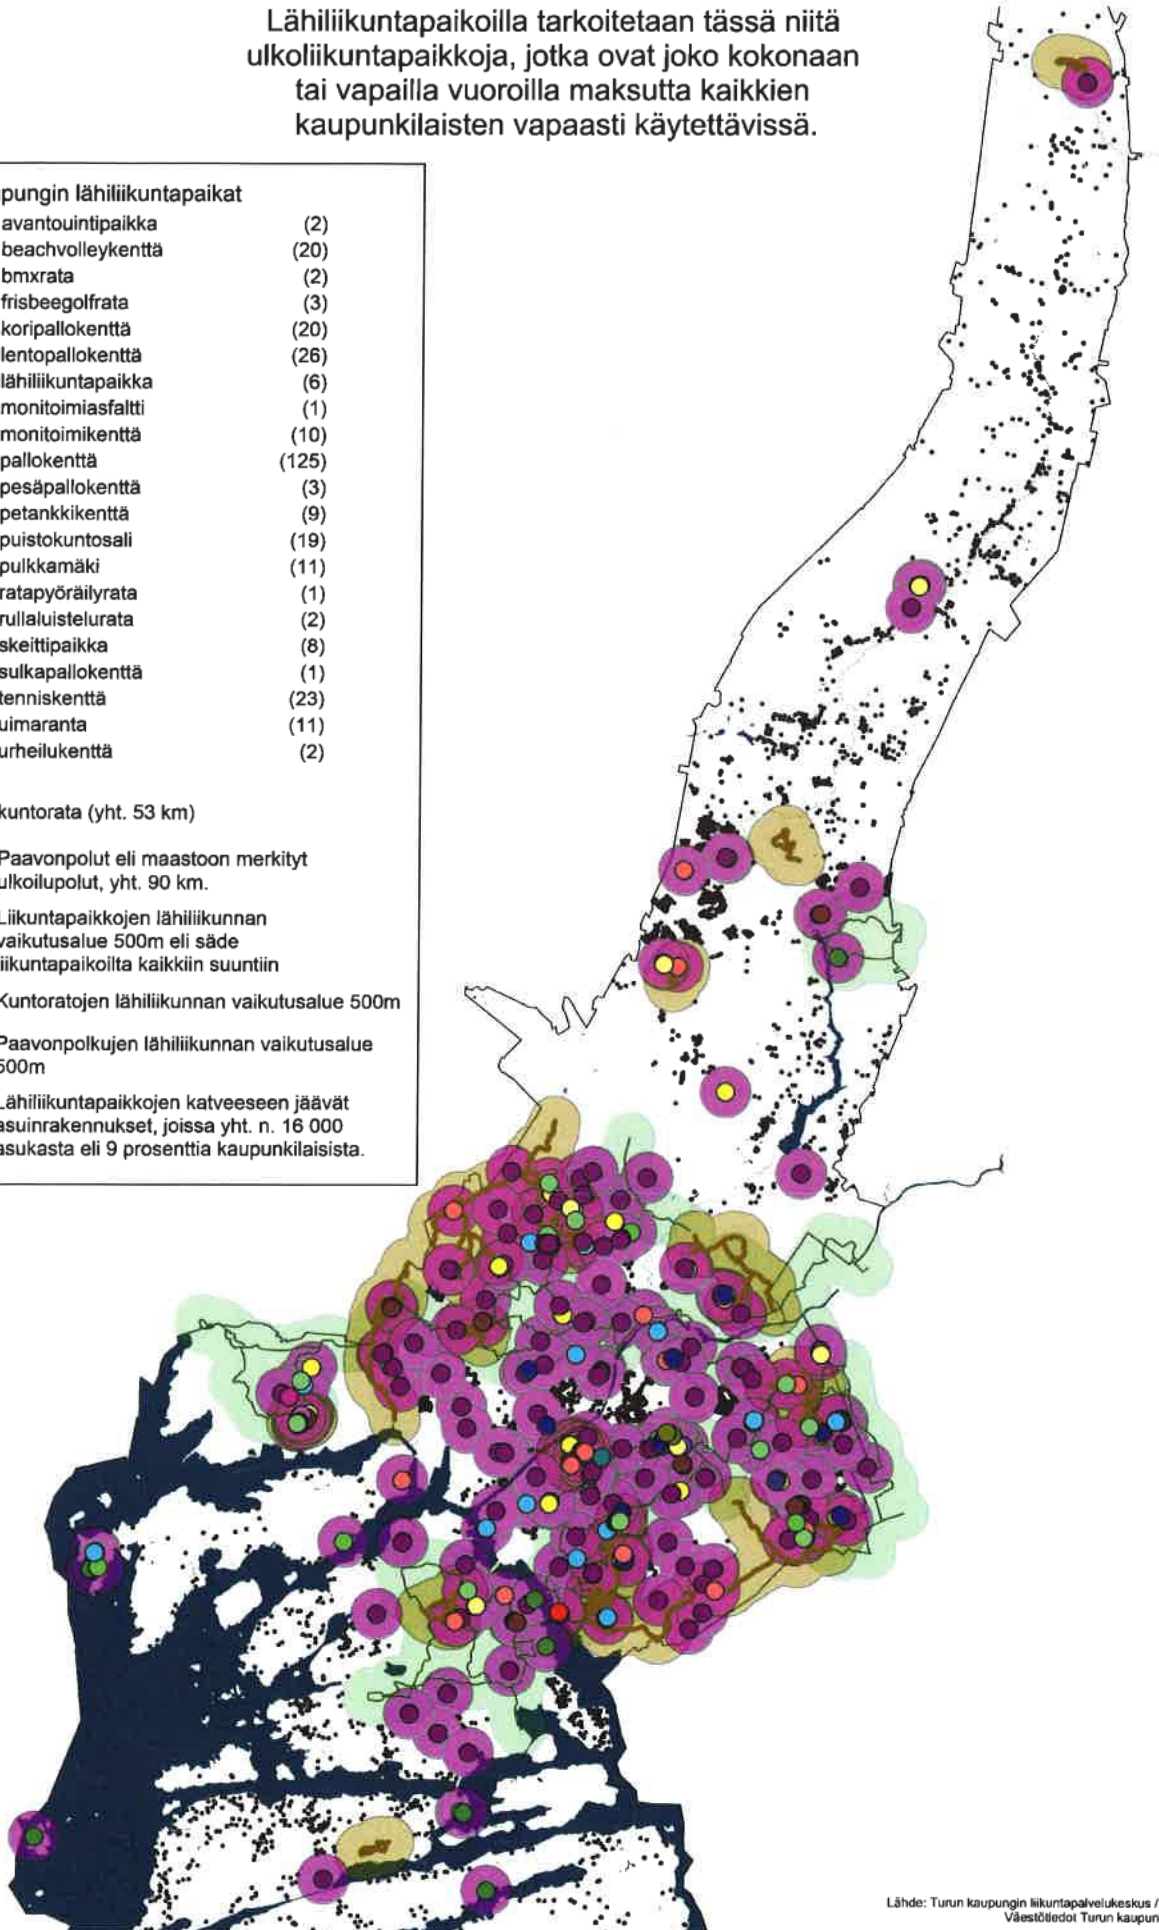 Lähiliikuntapaikoilla tarkoitetaan tässä niitä
ulkoliikuntapaikkoja, jotka ovat joko kokonaan
tai vapailla vuoroilla maksutta kaikkien
kaupunkilaisten vapaasti käytettävissä.
pungin lähiliikuntapaikat
avantouintipaikka (2)
beachvolleykenttä (20)
bmxrata (2)
frisbeegolfrata (3)
koripallokenttä (20)
lentopallokenttä (26)
lähiliikuntapaikka (6)
monitoimiasfaltti (1)
monitoimikenttä (10)
pallokenttä (125)
pesäpallokenttä (3)
petankkikenttä (9)
puistokuntosali (19)
pulkkamäki (11)
ratapyöräilyrata (1)
rullaluistelurata (2)
skeittipaikka (8)
sulkapallokenttä (1)
tenniskenttä (23)
uimaranta (11)
urheilukenttä (2)
kuntorata (yht. 53 km)
Paavonpolut eli maastoon merkityt
ulkoilupolut, yht. 90 km.
Liikuntapaikkojen lähiliikunnan
vaikutusalue 500m eli säde
liikuntapaikoilta kaikkiin suuntiin
Kuntoratojen lähiliikunnan vaikutusalue 500m
Paavonpolkujen lähiliikunnan vaikutusalue
500m
Lähiliikuntapaikkojen katveeseen jäävät
asuinrakennukset, joissa yht. n. 16 000
asukasta eli 9 prosenttia kaupunkilaisista.
Lähde: Turun kaupungin liikuntapalvelukeskus /
Väestötiedot Turun kaupun